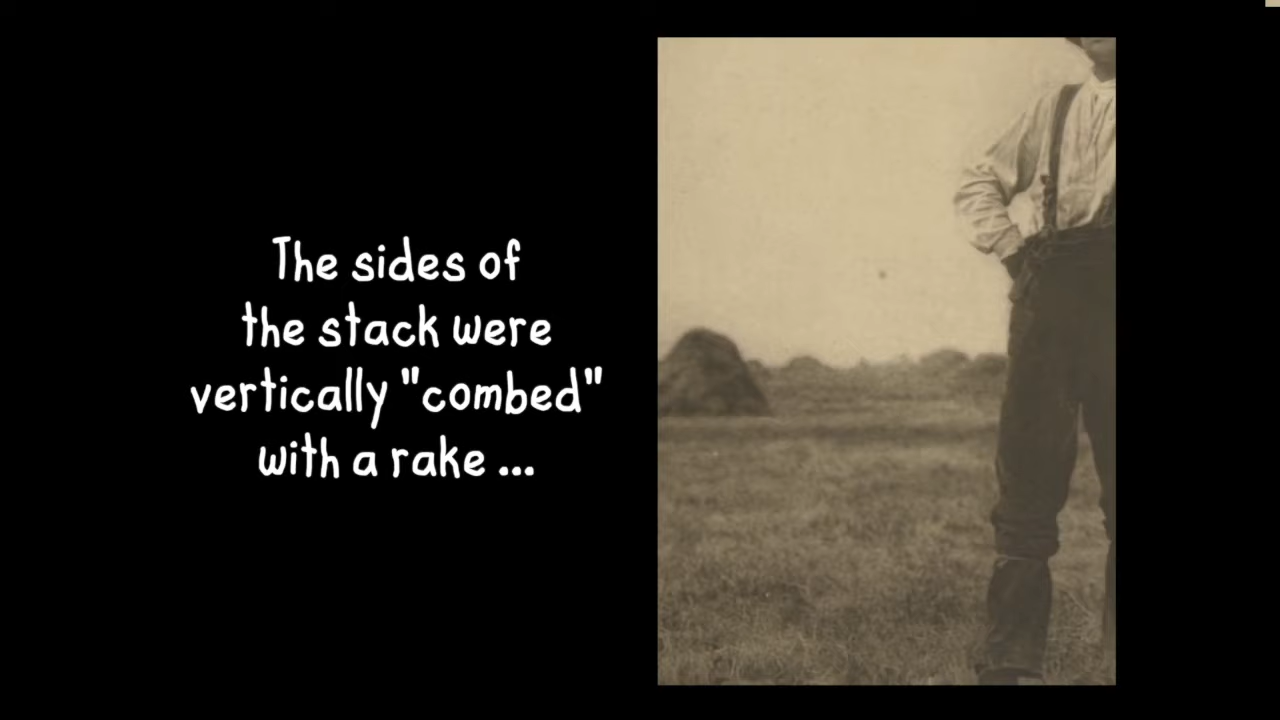 The sides of
the stack were
vertically "combed"
with a rake ...